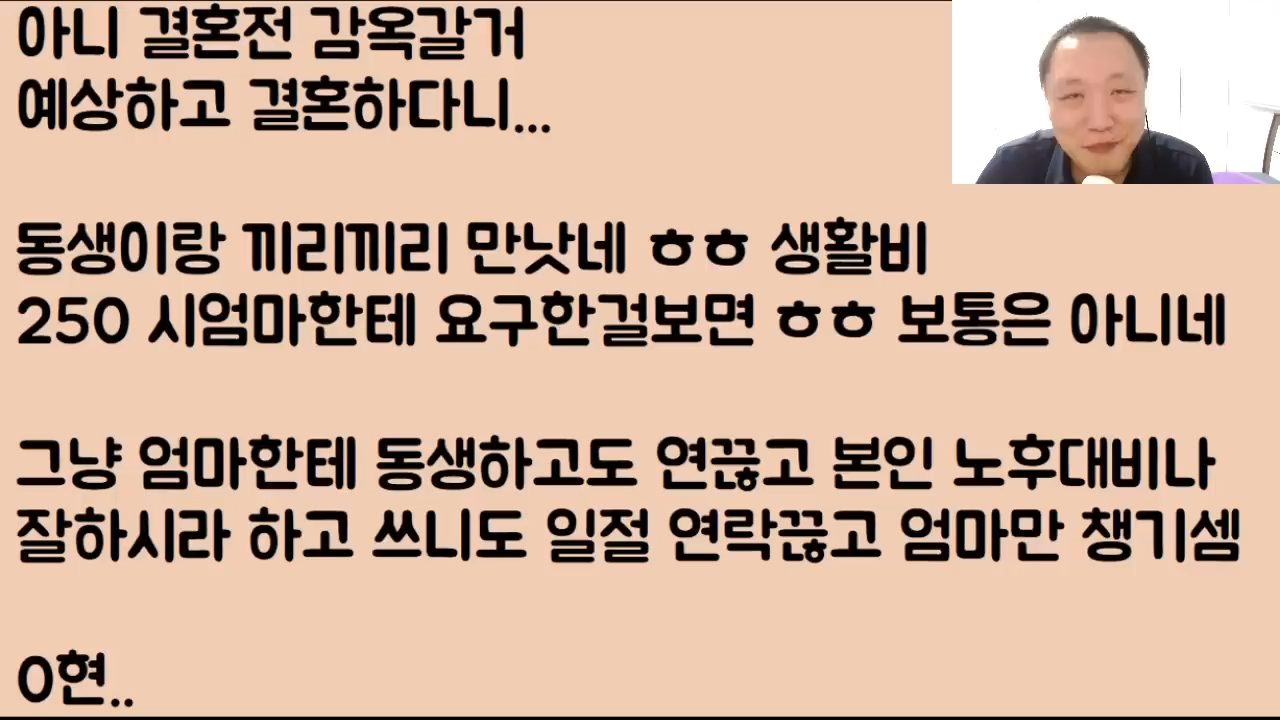 아니 결혼전 감옥갈거
예상하고 결혼하다니...
동생이랑 끼리끼리 만낫네 ㅎㅎ 생활비
250 시엄마한테 요구한걸보면 ㅎㅎ 보통은 아니네
그냥 엄마한테 동생하고도 연끊고 본인 노후대비나
잘하시라 하고 쓰니도 일절 연락끊고 엄마만 챙기셈
0현..